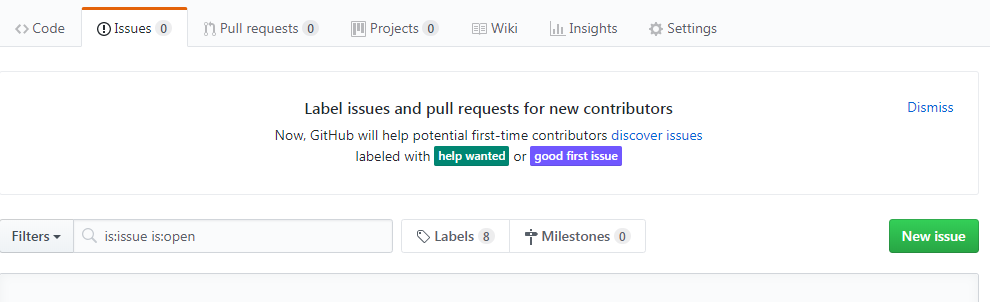 Code Issues 0 Pull requests 0 Projects 0 Wiki Insights Settings
Label issues and pull requests for new contributors
Dismiss
Now, GitHub will help potential first-time contributors discover issues
labeled with help wanted or good first issue
Filters is:issue is:open Labels 8 Milestones 0 New issue